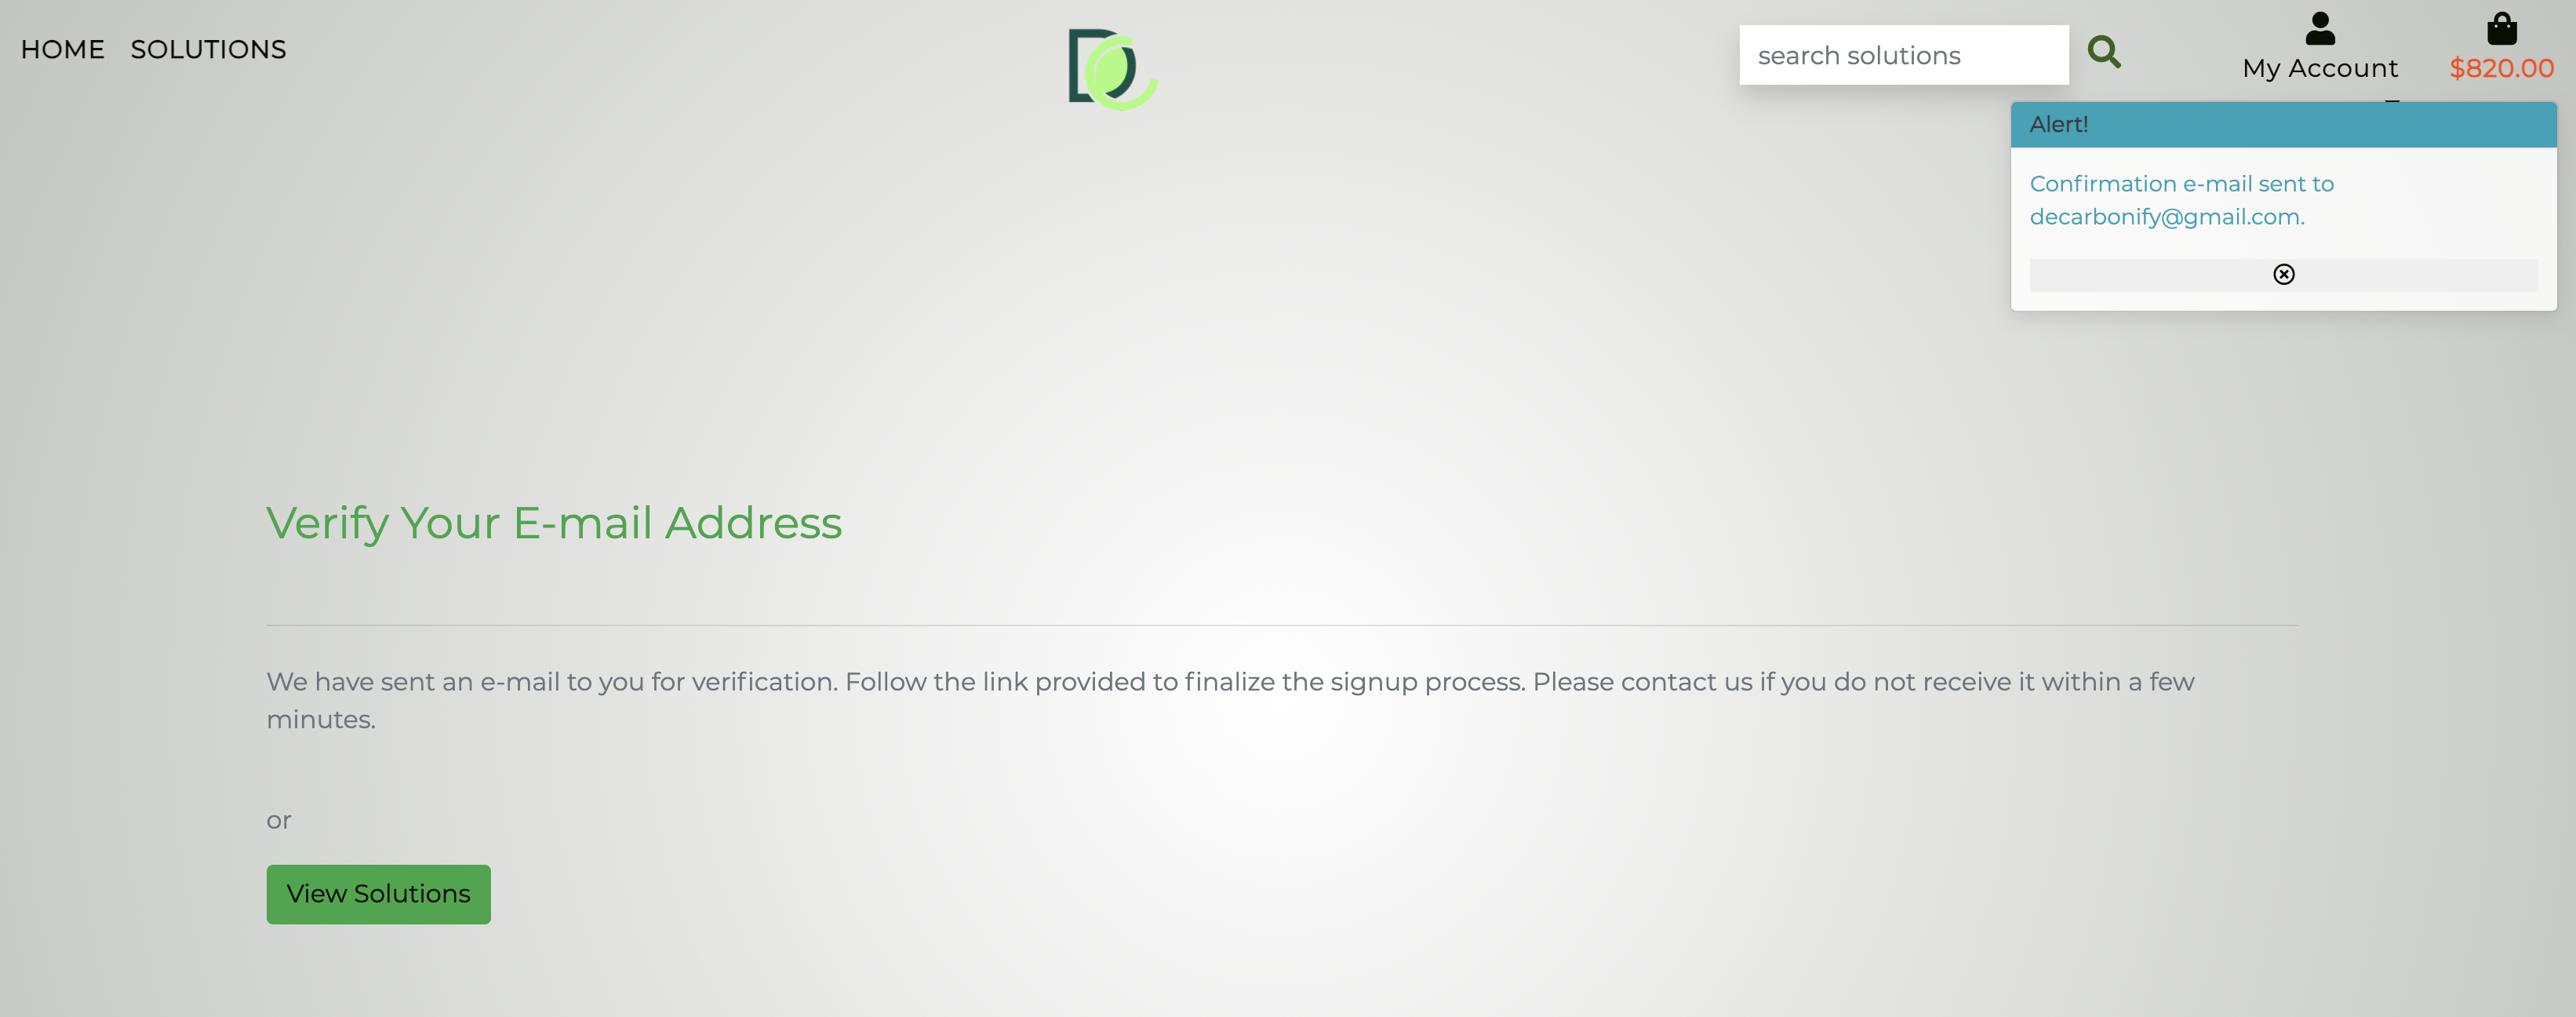 HOME SOLUTIONS
search solutions
My Account
$820.00
Alert!
Confirmation e-mail sent to
decarbonify@gmail.com.
Verify Your E-mail Address
We have sent an e-mail to you for verification. Follow the link provided to finalize the signup process. Please contact us if you do not receive it within a few
minutes.
or
View Solutions